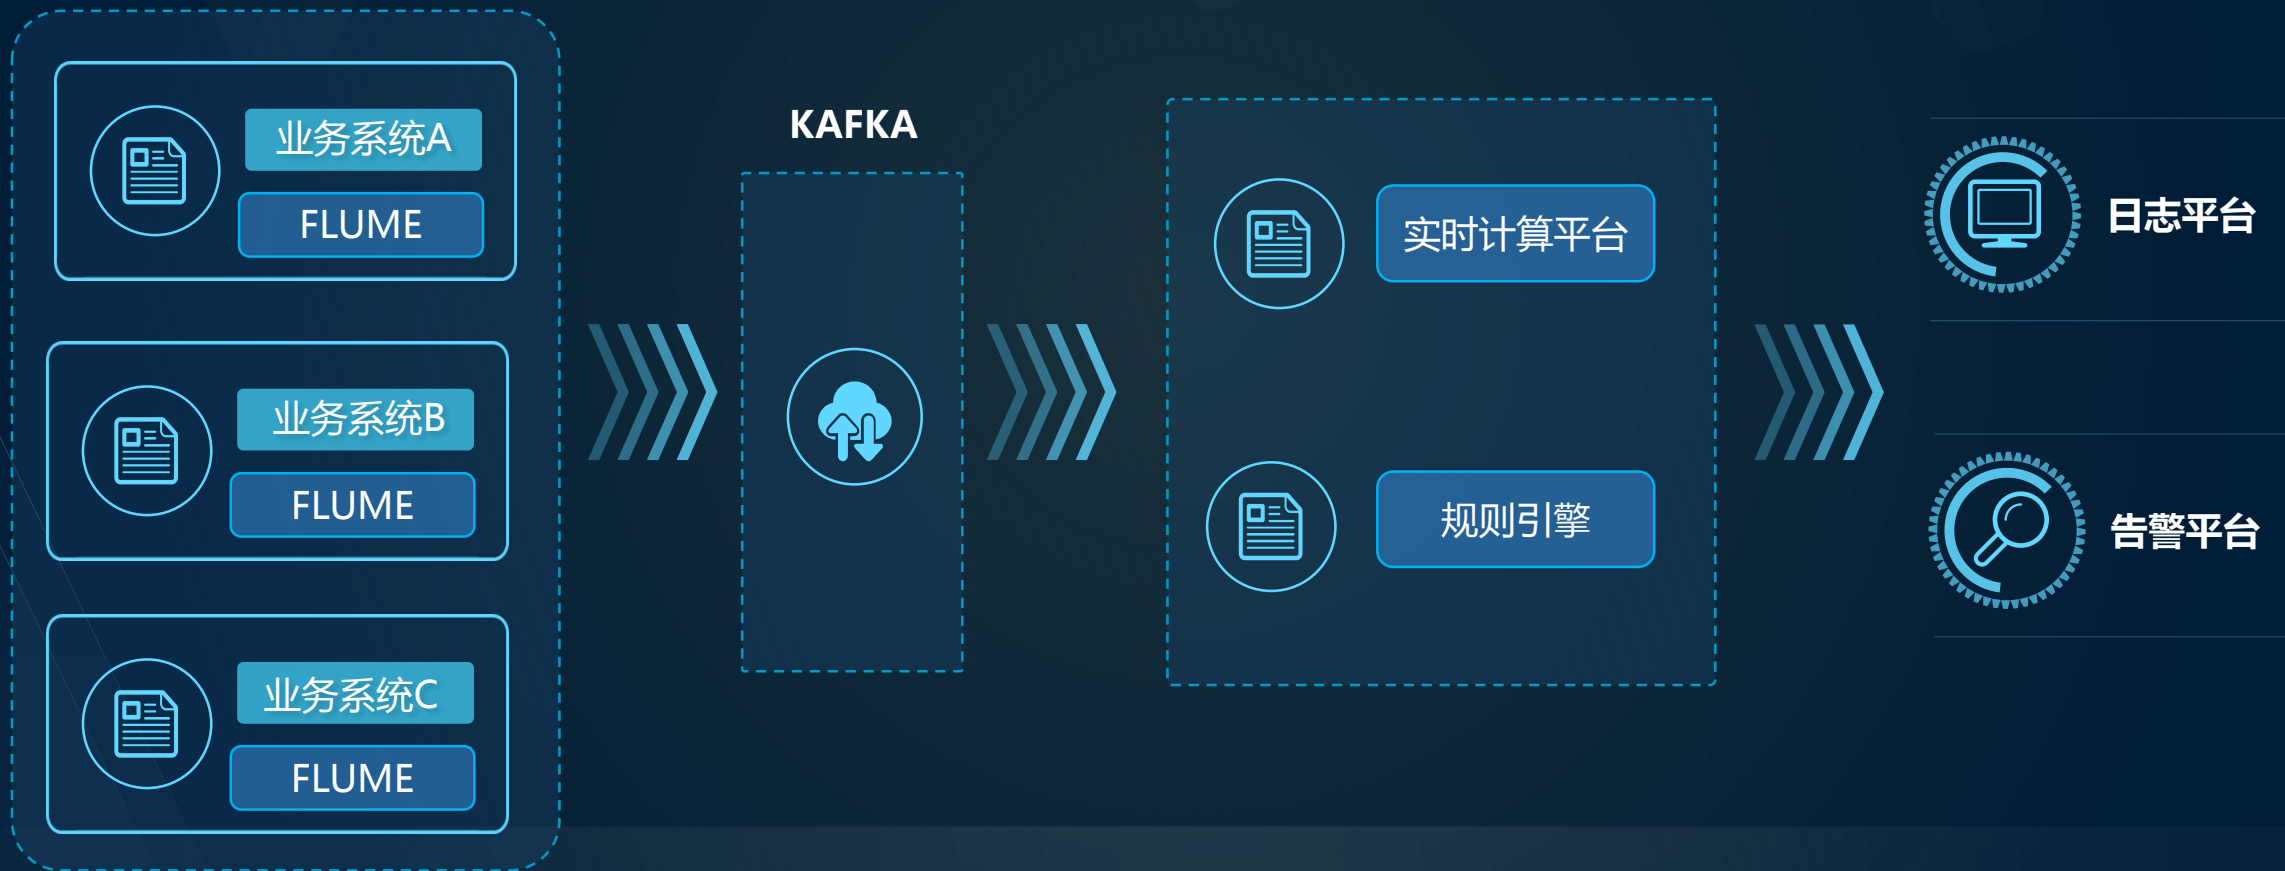 业务系统A
FLUME
业务系统B
FLUME
业务系统C
FLUME
KAFKA
实时计算平台
规则引擎
日志平台
告警平台